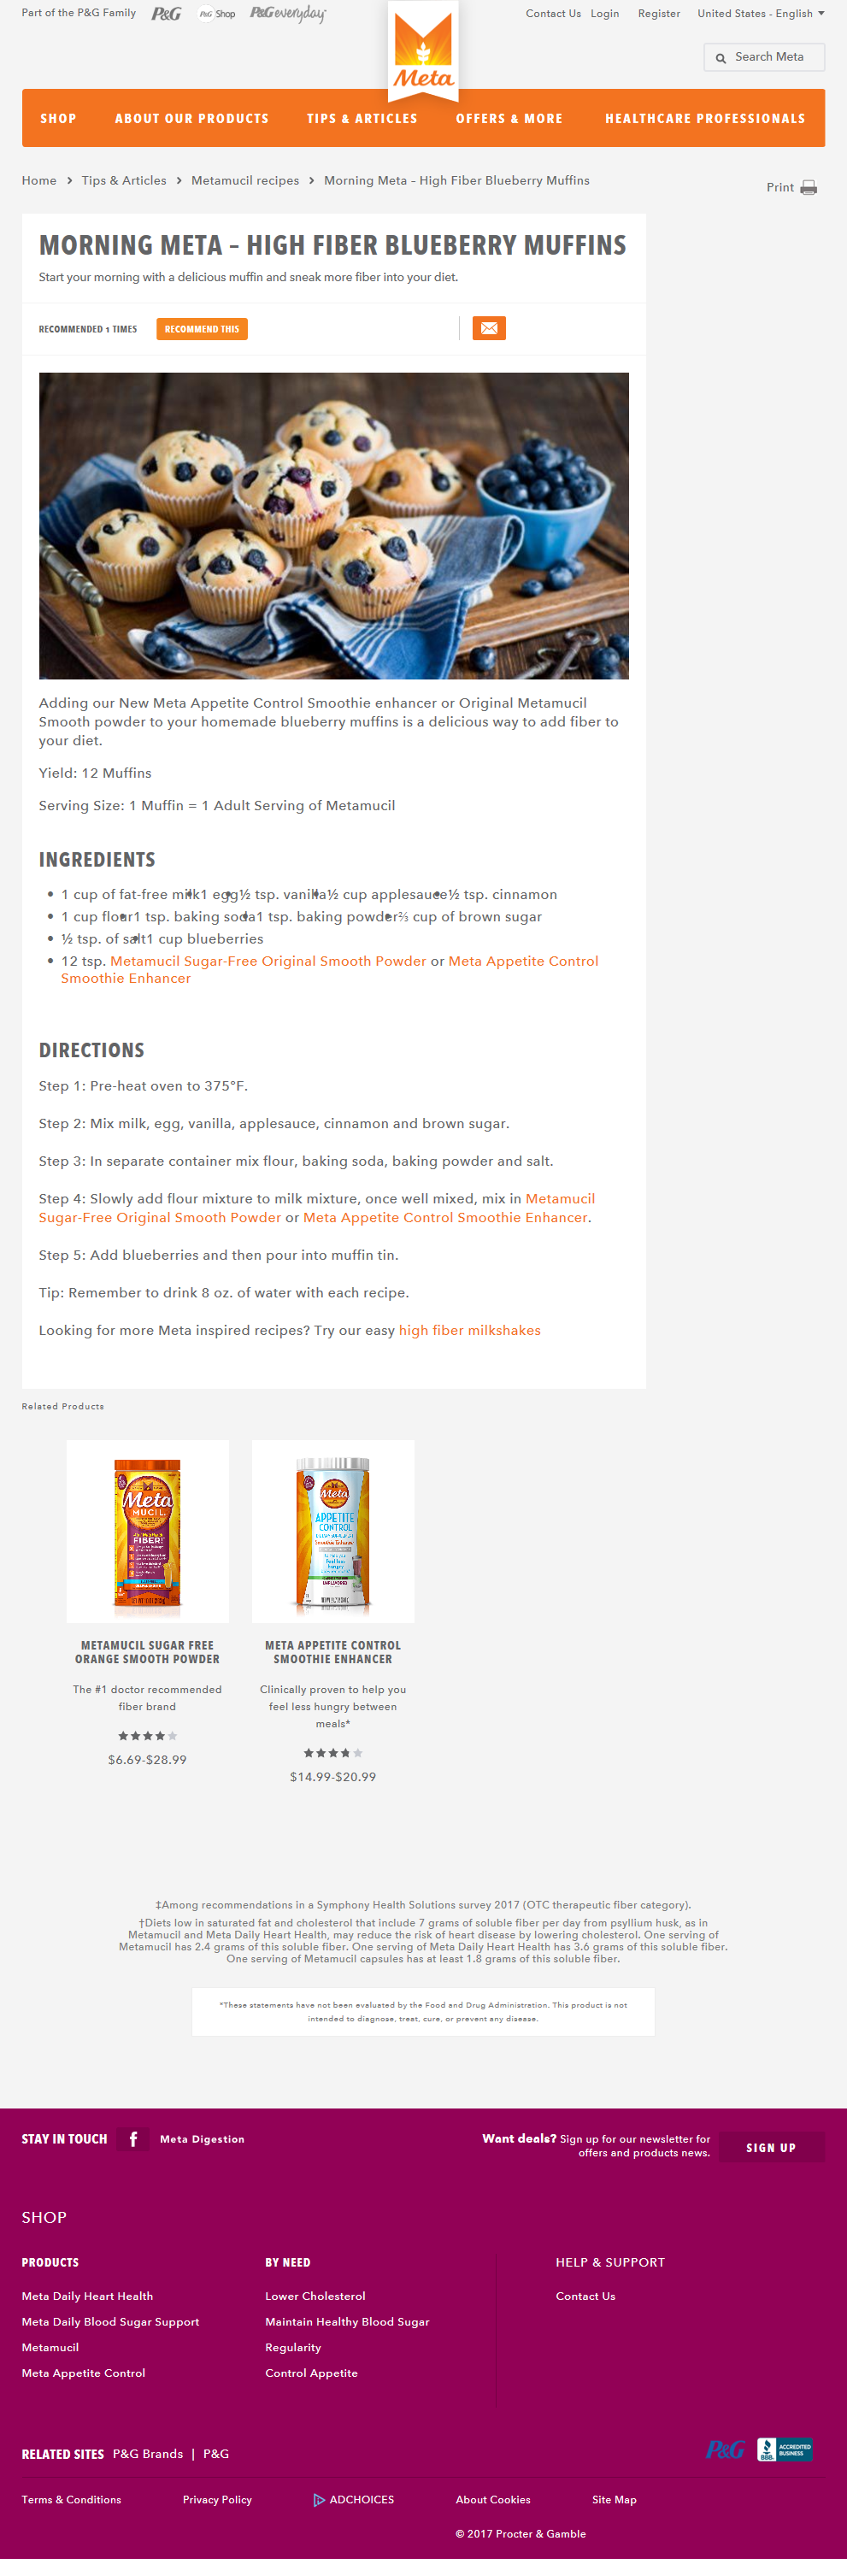 Part of the P&G Family P&G P&G Shop P&G everyday Contact Us Login Register United States - English
Meta
Search Meta
SHOP ABOUT OUR PRODUCTS TIPS & ARTICLES OFFERS & MORE HEALTHCARE PROFESSIONALS
Home > Tips & Articles > Metamucil recipes > Morning Meta – High Fiber Blueberry Muffins
Print
MORNING META – HIGH FIBER BLUEBERRY MUFFINS
Start your morning with a delicious muffin and sneak more fiber into your diet.
RECOMMENDED 1 TIMES RECOMMEND THIS
Adding our New Meta Appetite Control Smoothie enhancer or Original Metamucil
Smooth powder to your homemade blueberry muffins is a delicious way to add fiber to
your diet.
Yield: 12 Muffins
Serving Size: 1 Muffin = 1 Adult Serving of Metamucil
INGREDIENTS
• 1 cup of fat-free milk1 egg½ tsp. vanilla½ cup applesauce½ tsp. cinnamon
• 1 cup flour1 tsp. baking soda1 tsp. baking powder⅔ cup of brown sugar
• ½ tsp. of salt1 cup blueberries
• 12 tsp. Metamucil Sugar-Free Original Smooth Powder or Meta Appetite Control
Smoothie Enhancer
DIRECTIONS
Step 1: Pre-heat oven to 375°F.
Step 2: Mix milk, egg, vanilla, applesauce, cinnamon and brown sugar.
Step 3: In separate container mix flour, baking soda, baking powder and salt.
Step 4: Slowly add flour mixture to milk mixture, once well mixed, mix in Metamucil
Sugar-Free Original Smooth Powder or Meta Appetite Control Smoothie Enhancer.
Step 5: Add blueberries and then pour into muffin tin.
Tip: Remember to drink 8 oz. of water with each recipe.
Looking for more Meta inspired recipes? Try our easy high fiber milkshakes
Related Products
Meta
MUCIL
FIBER!
Meta
APPETITE
CONTROL
METAMUCIL SUGAR FREE
ORANGE SMOOTH POWDER
The #1 doctor recommended
fiber brand
$6.69-$28.99
META APPETITE CONTROL
SMOOTHIE ENHANCER
Clinically proven to help you
feel less hungry between
meals*
$14.99-$20.99
‡Among recommendations in a Symphony Health Solutions survey 2017 (OTC therapeutic fiber category).
†Diets low in saturated fat and cholesterol that include 7 grams of soluble fiber per day from psyllium husk, as in
Metamucil and Meta Daily Heart Health, may reduce the risk of heart disease by lowering cholesterol. One serving of
Metamucil has 2.4 grams of this soluble fiber. One serving of Meta Daily Heart Health has 3.6 grams of this soluble fiber.
One serving of Metamucil capsules has at least 1.8 grams of this soluble fiber.
*These statements have not been evaluated by the Food and Drug Administration. This product is not
intended to diagnose, treat, cure, or prevent any disease.
STAY IN TOUCH f Meta Digestion
Want deals? Sign up for our newsletter for
offers and products news.
SIGN UP
SHOP
PRODUCTS
Meta Daily Heart Health
Meta Daily Blood Sugar Support
Metamucil
Meta Appetite Control
BY NEED
Lower Cholesterol
Maintain Healthy Blood Sugar
Regularity
Control Appetite
HELP & SUPPORT
Contact Us
RELATED SITES P&G Brands | P&G
P&G
BBB. ACCREDITED
BUSINESS
Terms & Conditions Privacy Policy ADCHOICES About Cookies Site Map
© 2017 Procter & Gamble